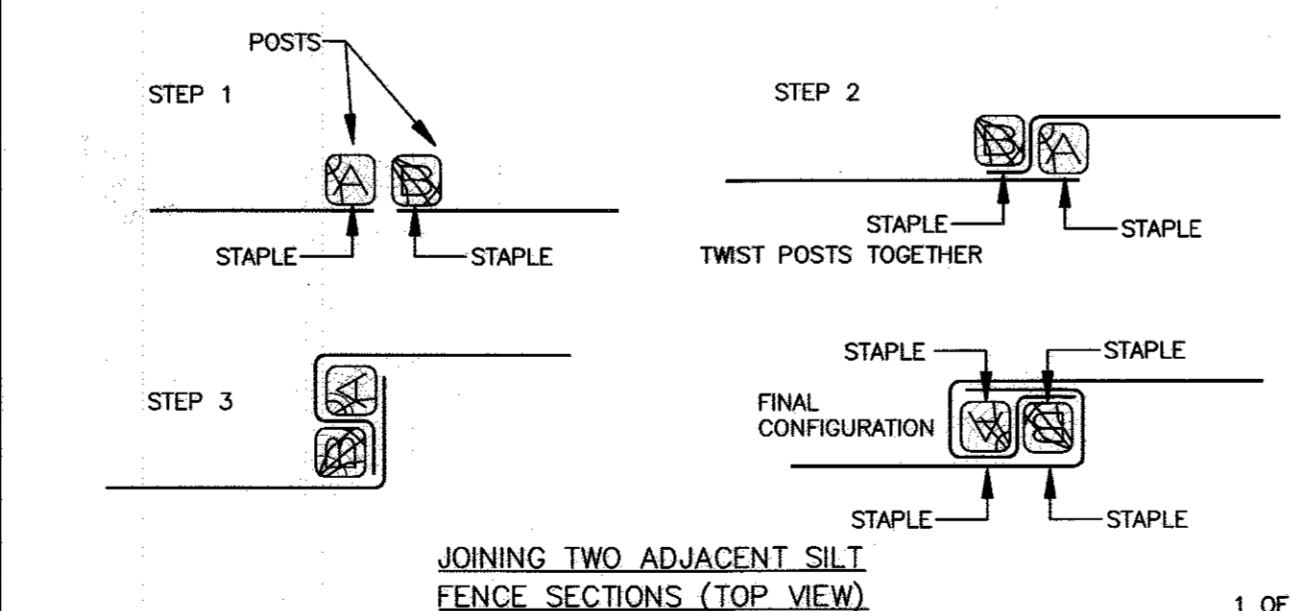 POSTS
STEP 1
A B
STAPLE STAPLE
STEP 2
B A
STAPLE STAPLE
TWIST POSTS TOGETHER
STEP 3
A
B
STAPLE STAPLE
FINAL
CONFIGURATION
A B
STAPLE STAPLE
JOINING TWO ADJACENT SILT
FENCE SECTIONS (TOP VIEW)
1 OF